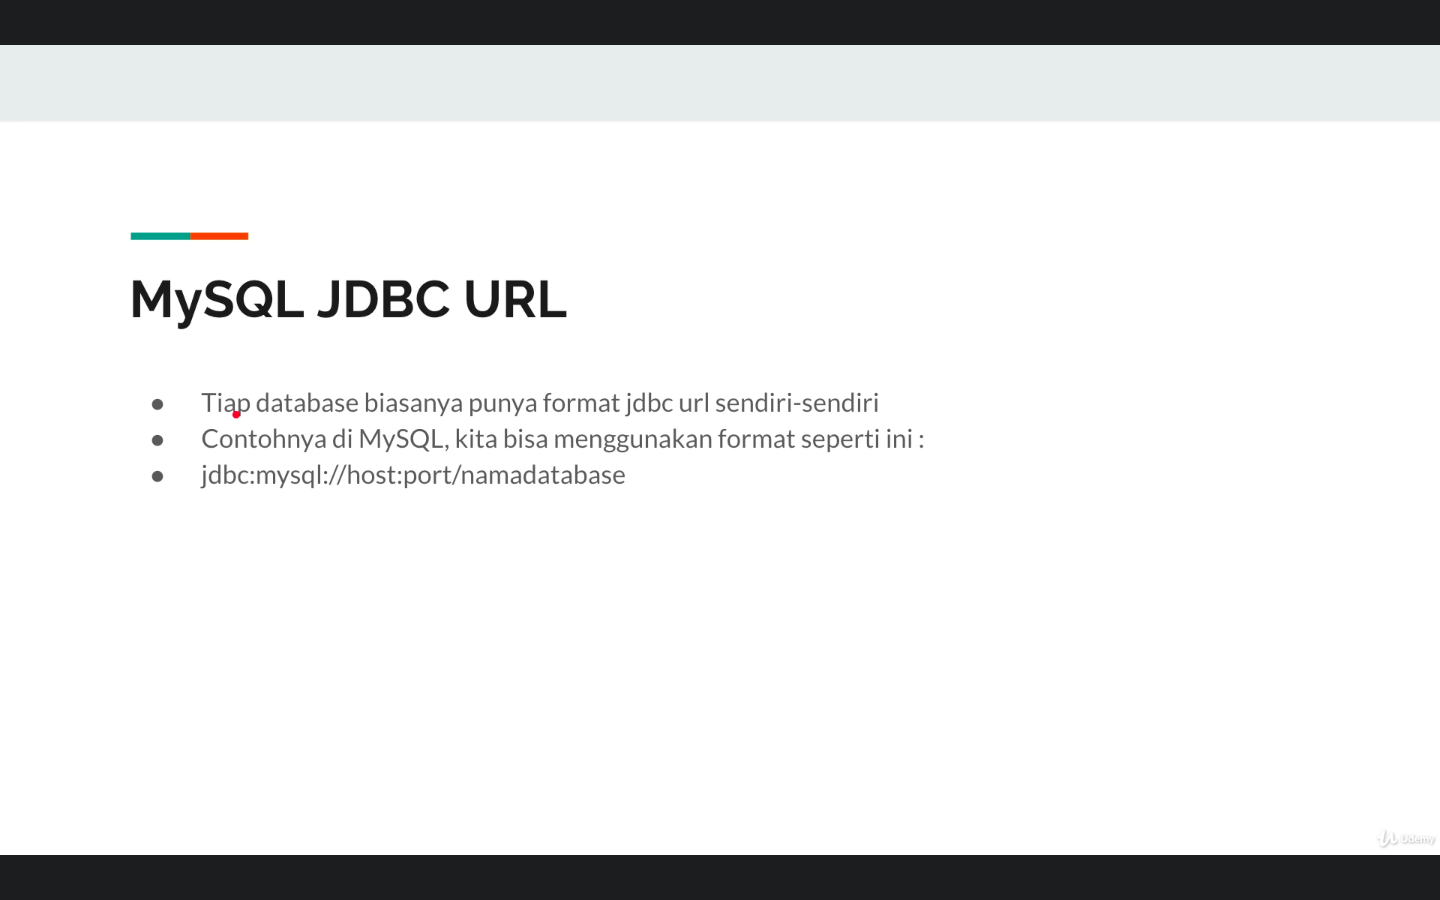 MySQL JDBC URL
● Tiap database biasanya punya format jdbc url sendiri-sendiri
● Contohnya di MySQL, kita bisa menggunakan format seperti ini :
● jdbc:mysql://host:port/namadatabase
Udemy